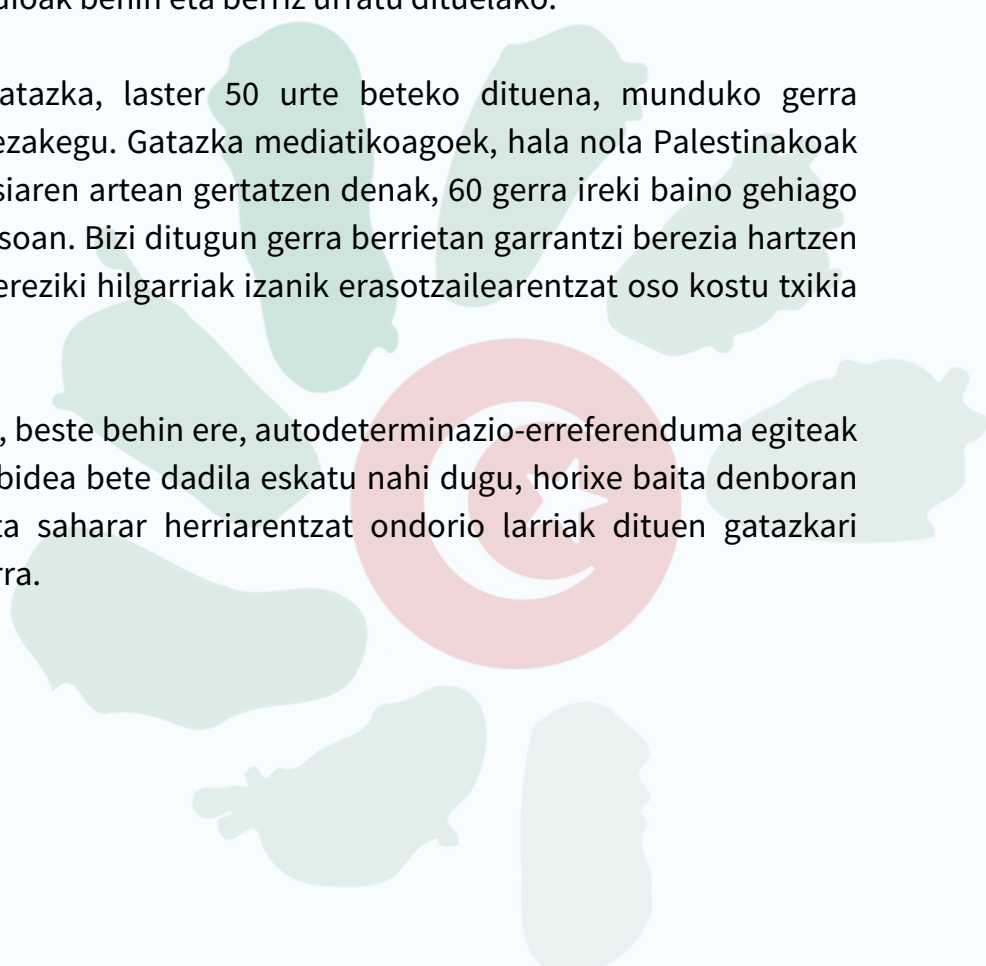 dioak behin eta berriz urratu dituelako.
atazka, laster 50 urte beteko dituena, munduko gerra
ezakegu. Gatazka mediatikoagoek, hala nola Palestinakoak
siaren artean gertatzen denak, 60 gerra ireki baino gehiago
soan. Bizi ditugun gerra berrietan garrantzi berezia hartzen
ereziki hilgarriak izanik erasotzailearentzat oso kostu txikia
, beste behin ere, autodeterminazio-erreferenduma egiteak
bidea bete dadila eskatu nahi dugu, horixe baita denboran
ta saharar herriarentzat ondorio larriak dituen gatazkari
rra.